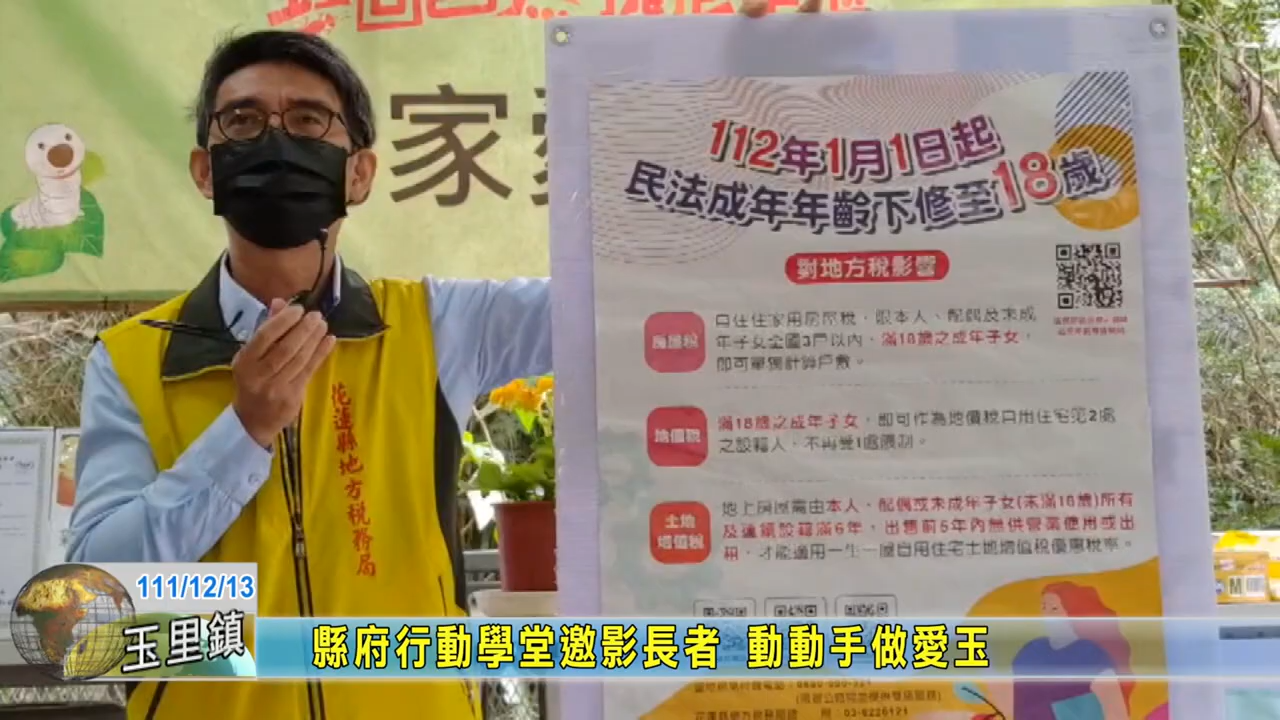 家
112年1月1日起
民法成年年齡下修至18歲
對地方稅影響
房屋稅
自住住家用房屋稅，限本人、配偶及未成
年子女全國3戶以內，滿18歲之成年子女，
即可單獨計算戶數。
地價稅
滿18歲之成年子女，即可作為地價稅自用住宅第2處
之設籍人，不再受1處限制。
土地
增值稅
地上房屋需由本人、配偶或未成年子女(未滿18歲)所有
及連續設籍滿6年，出售前5年內無供營業使用或出
租，才能適用一生一屋自用住宅土地增值稅優惠稅率。
花蓮縣地方稅務局
M
111/12/13
玉里鎮
縣府行動學堂邀影長者 動動手做愛玉